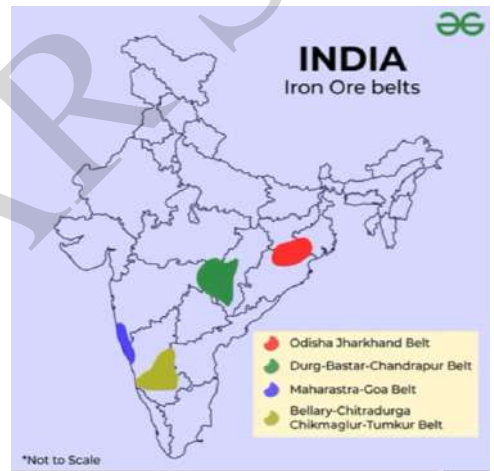 INDIA
Iron Ore belts
Odisha Jharkhand Belt
Durg-Bastar-Chandrapur Belt
Maharastra-Goa Belt
Bellary-Chitradurga
Chikmaglur-Tumkur Belt
*Not to Scale